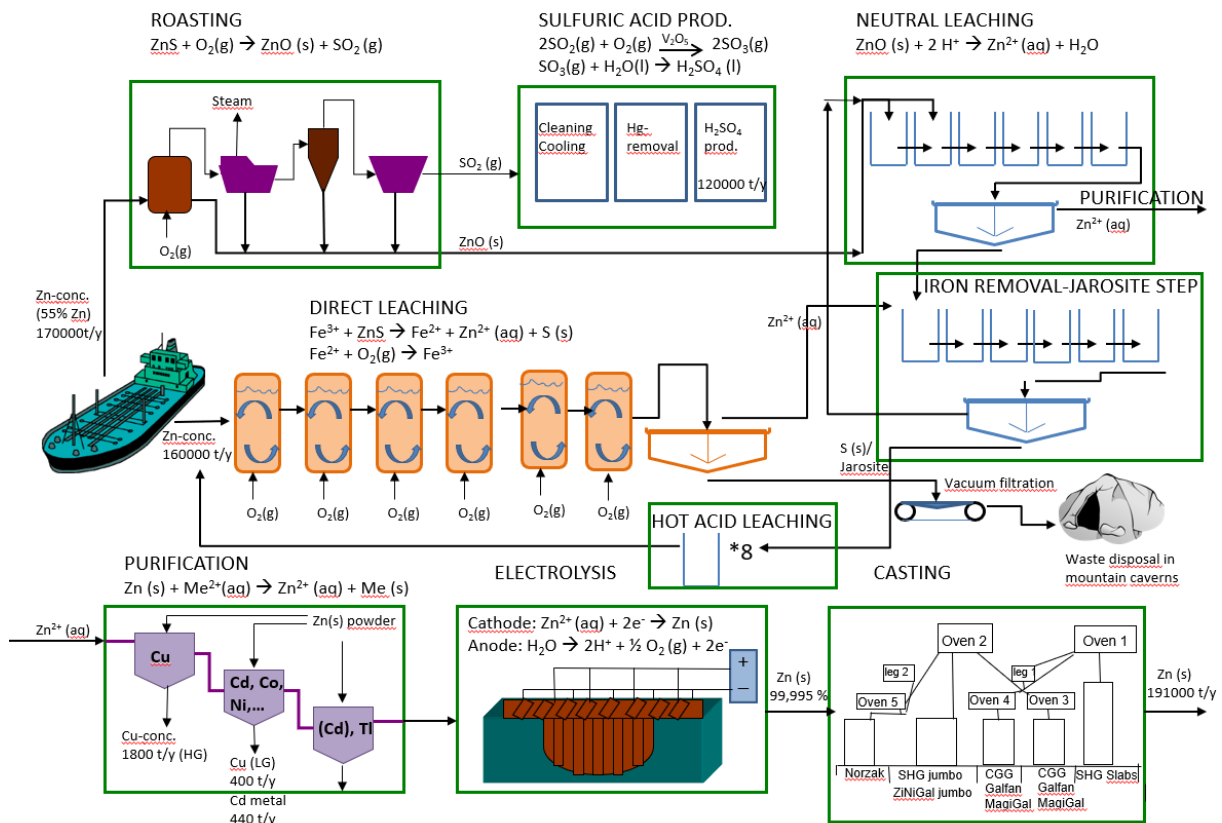 ROASTING
ZnS + O₂(g) → ZnO (s) + SO₂ (g)
Steam
O₂(g)
SO₂ (g)
ZnO (s)
SULFURIC ACID PROD.
2SO₂(g) + O₂(g) V₂O₅→ 2SO₃(g)
SO₃(g) + H₂O(l) → H₂SO₄ (l)
Cleaning
Cooling
Hg-
removal
H₂SO₄
prod.
120000 t/y
NEUTRAL LEACHING
ZnO (s) + 2 H⁺ → Zn²⁺ (aq) + H₂O
PURIFICATION
Zn²⁺ (aq)
Zn-conc.
(55% Zn)
170000t/y
DIRECT LEACHING
Fe³⁺ + ZnS → Fe²⁺ + Zn²⁺ (aq) + S (s)
Fe²⁺ + O₂(g) → Fe³⁺
Zn-conc.
160000 t/y
O₂(g)
O₂(g)
O₂(g)
O₂(g)
O₂(g)
O₂(g)
Zn²⁺ (aq)
IRON REMOVAL-JAROSITE STEP
S (s)/
Jarosite
Vacuum filtration
Waste disposal in
mountain caverns
HOT ACID LEACHING
*8
PURIFICATION
Zn (s) + Me²⁺(aq) → Zn²⁺ (aq) + Me (s)
Zn²⁺ (aq)
Zn(s) powder
Cu
Cd, Co,
Ni,...
(Cd), Tl
Cu-conc.
1800 t/y (HG)
Cu (LG)
400 t/y
Cd metal
440 t/y
ELECTROLYSIS
Cathode: Zn²⁺ (aq) + 2e⁻ → Zn (s)
Anode: H₂O → 2H⁺ + ½ O₂ (g) + 2e⁻
+
–
Zn (s)
99,995 %
CASTING
Oven 2
Oven 1
leg 2
leg 1
Oven 5
Oven 4
Oven 3
Norzak
SHG jumbo
ZiNiGal jumbo
CGG
Galfan
MagiGal
CGG
Galfan
MagiGal
SHG Slabs
Zn (s)
191000 t/y